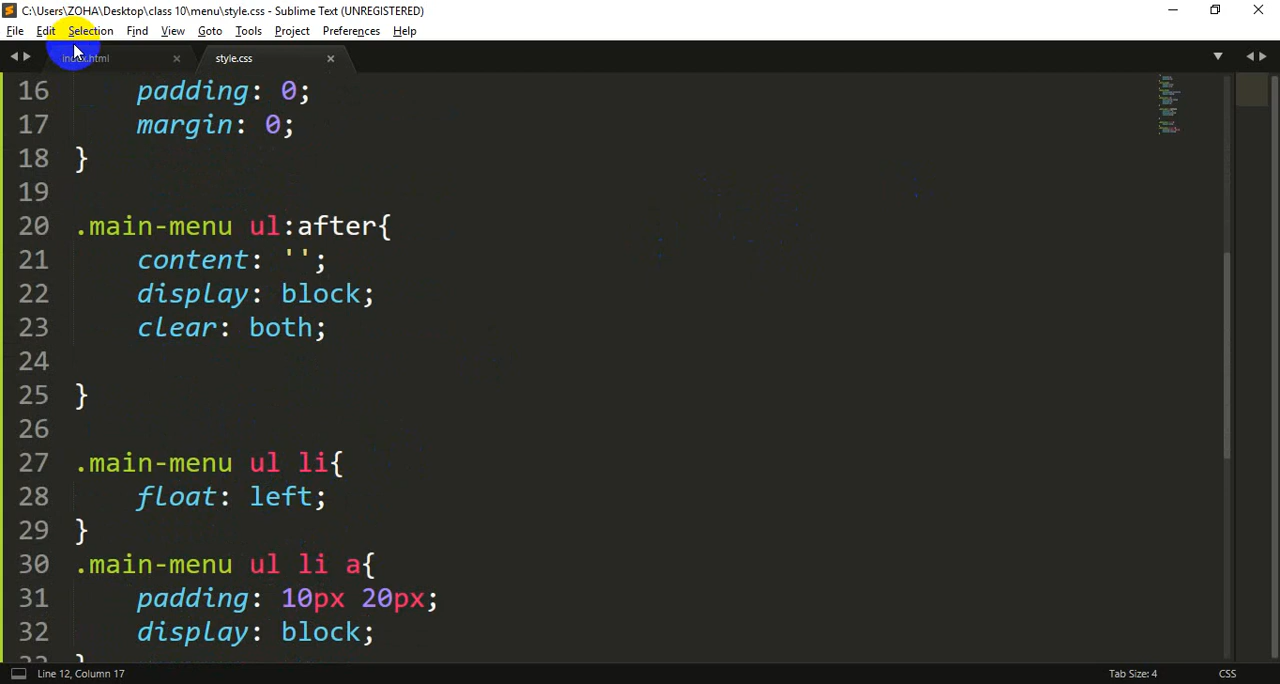 C:\Users\ZOHA\Desktop\class 10\menu\style.css - Sublime Text (UNREGISTERED)
File Edit Selection Find View Goto Tools Project Preferences Help
index.html style.css
16 padding: 0;
17 margin: 0;
18 }
19
20 .main-menu ul:after{
21 content: '';
22 display: block;
23 clear: both;
24
25 }
26
27 .main-menu ul li{
28 float: left;
29 }
30 .main-menu ul li a{
31 padding: 10px 20px;
32 display: block;
33 }
Line 12, Column 17 Tab Size: 4 CSS